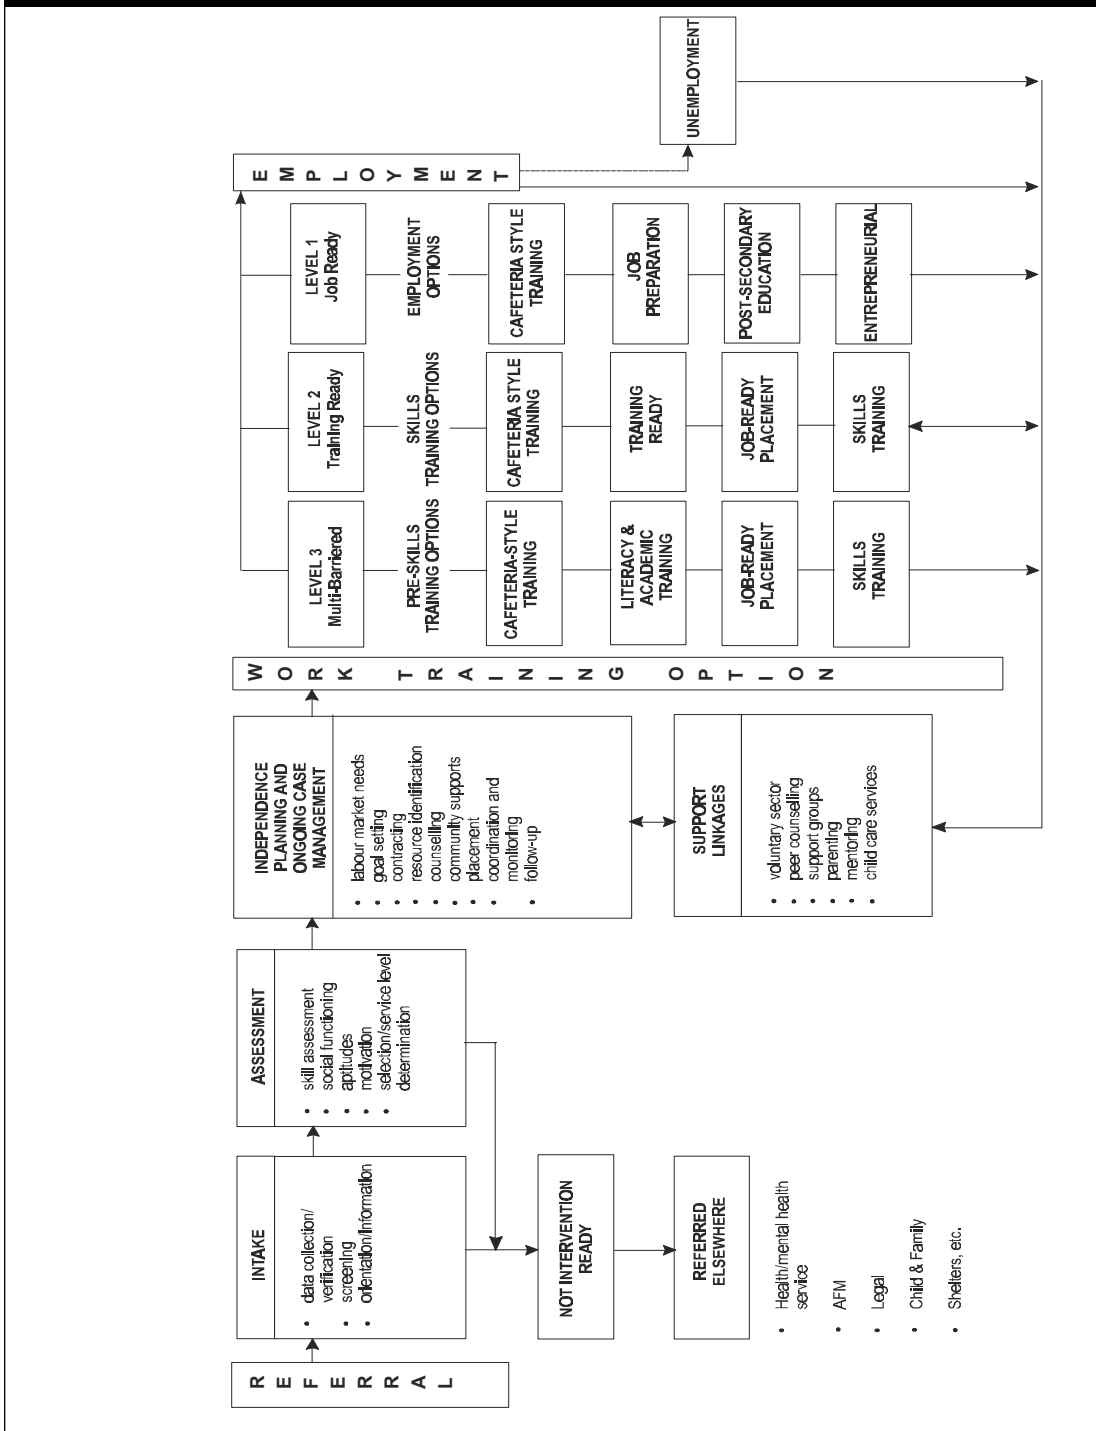 REFERRAL
INTAKE
• data collection/
verification
• screening
• orientation/information
ASSESSMENT
• skill assessment
• social functioning
• aptitudes
• motivation
• selection/service level
determination
NOT INTERVENTION
READY
REFERRED
ELSEWHERE
• Health/mental health
service
• AFM
• Legal
• Child & Family
• Shelters, etc.
INDEPENDENCE
PLANNING AND
ONGOING CASE
MANAGEMENT
• labour market needs
• goal setting
• contracting
• resource identification
• counselling
• community supports
• placement
• coordination and
monitoring
• follow-up
SUPPORT
LINKAGES
• voluntary sector
• peer counselling
• support groups
• parenting
• mentoring
• child care services
WORK TRAINING OPTION
LEVEL 3
Multi-Barriered
PRE-SKILLS
TRAINING OPTIONS
CAFETERIA-STYLE
TRAINING
LITERACY &
ACADEMIC
TRAINING
JOB-READY
PLACEMENT
SKILLS
TRAINING
LEVEL 2
Training Ready
SKILLS
TRAINING OPTIONS
CAFETERIA STYLE
TRAINING
TRAINING
READY
JOB-READY
PLACEMENT
SKILLS
TRAINING
LEVEL 1
Job Ready
EMPLOYMENT
OPTIONS
CAFETERIA STYLE
TRAINING
JOB
PREPARATION
POST-SECONDARY
EDUCATION
ENTREPRENEURIAL
EMPLOYMENT
UNEMPLOYMENT